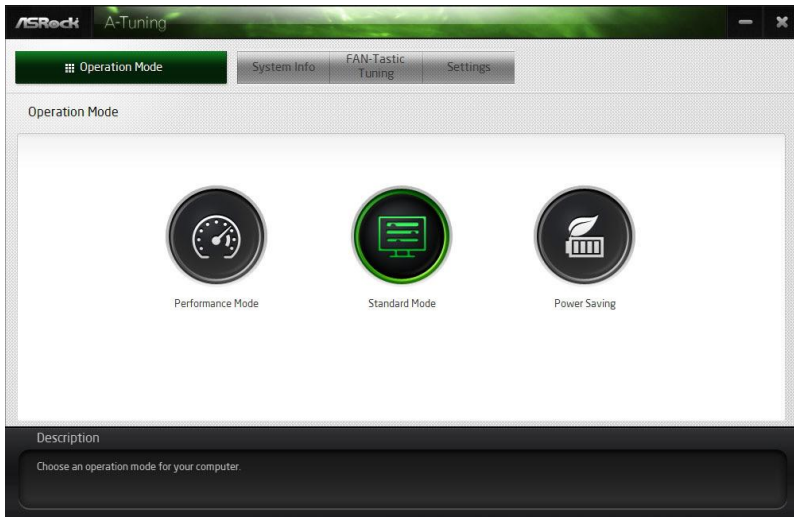 ASRock A-Tuning
Operation Mode System Info FAN-Tastic Tuning Settings
Operation Mode
Performance Mode Standard Mode Power Saving
Description
Choose an operation mode for your computer.